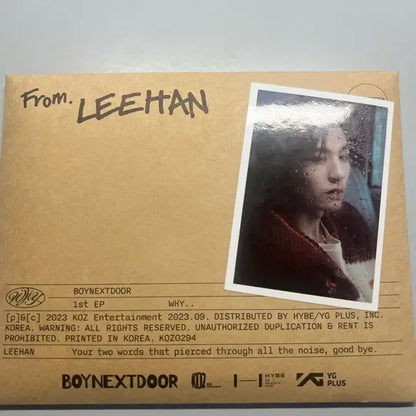 From. LEEHAN
BOYNEXTDOOR
1st EP WHY..
[p]&[c] 2023 KOZ Entertainment 2023.09. DISTRIBUTED BY HYBE/YG PLUS, INC.
KOREA. WARNING: ALL RIGHTS RESERVED. UNAUTHORIZED DUPLICATION & RENT IS
PROHIBITED. PRINTED IN KOREA. KOZ0294
LEEHAN Your two words that pierced through all the noise, good bye.
BOYNEXTDOOR KOZ HYBE YG PLUS